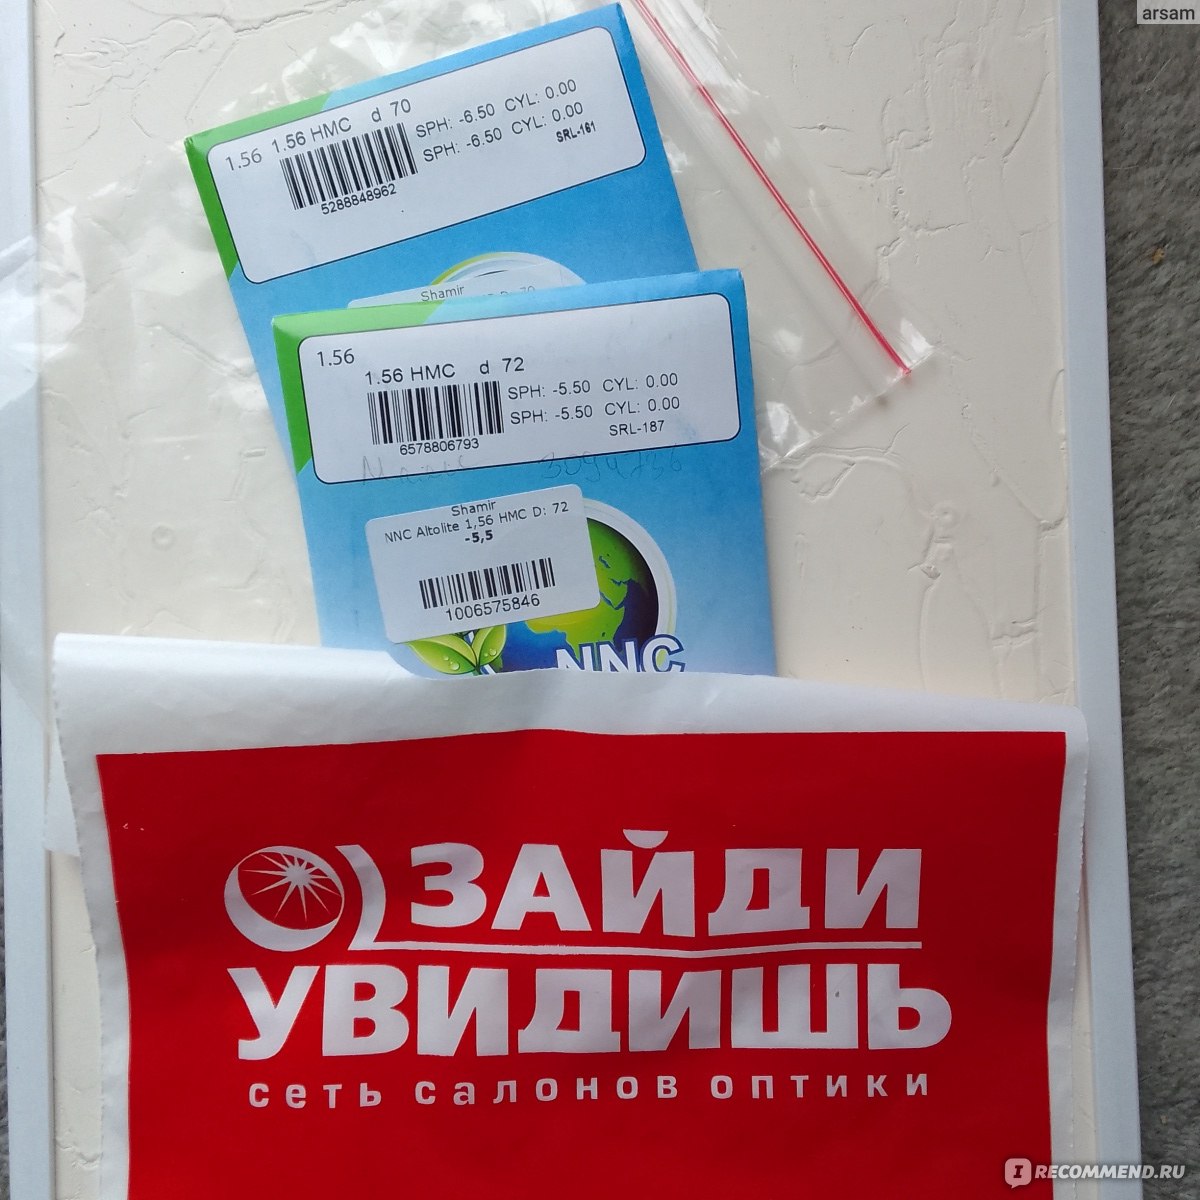 arsam
1.56 1.56 HMC d 70
SPH: -6.50 CYL: 0.00
SPH: -6.50 CYL: 0.00
SRL-161
5288848962
Shamir
1.56
1.56 HMC d 72
SPH: -5.50 CYL: 0.00
SPH: -5.50 CYL: 0.00
SRL-187
6578806793
Shamir
NNC Altolite 1,56 HMC D: 72
-5,5
1006575846
NNC
ЗАЙДИ
УВИДИШЬ
сеть салонов оптики
IRECOMMEND.RU